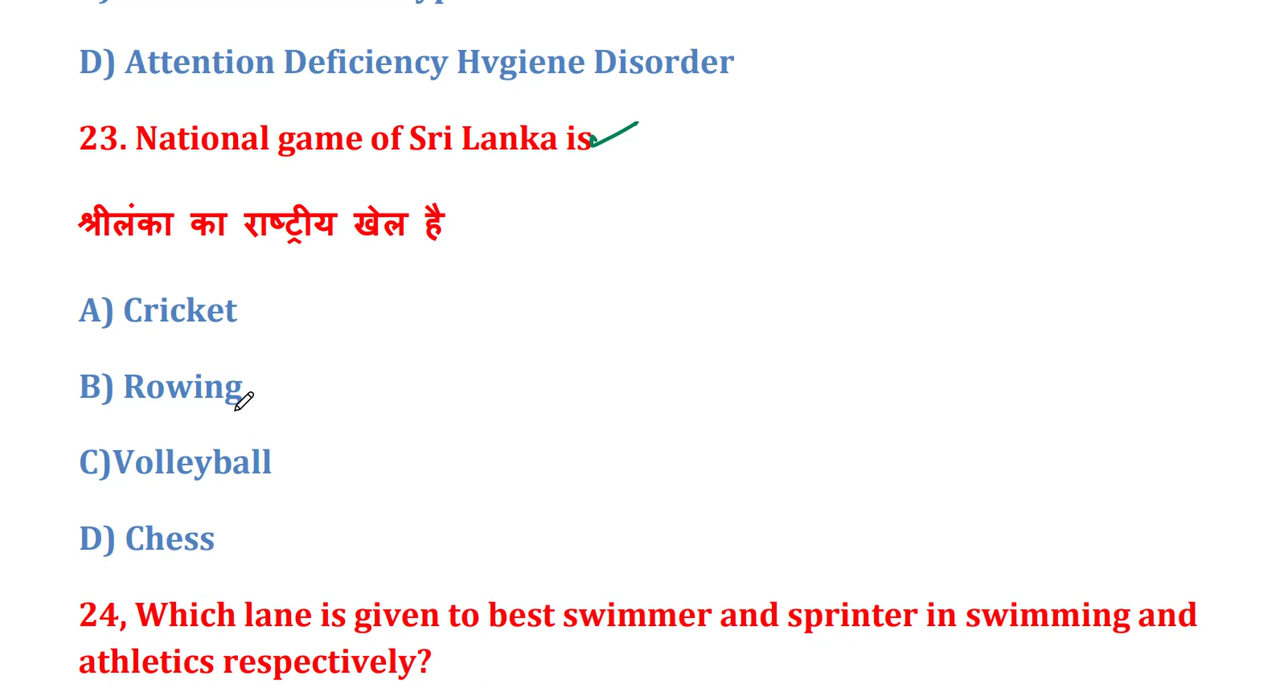 D) Attention Deficiency Hvgiene Disorder
23. National game of Sri Lanka is
श्रीलंका का राष्ट्रीय खेल है
A) Cricket
B) Rowing
C)Volleyball
D) Chess
24, Which lane is given to best swimmer and sprinter in swimming and
athletics respectively?